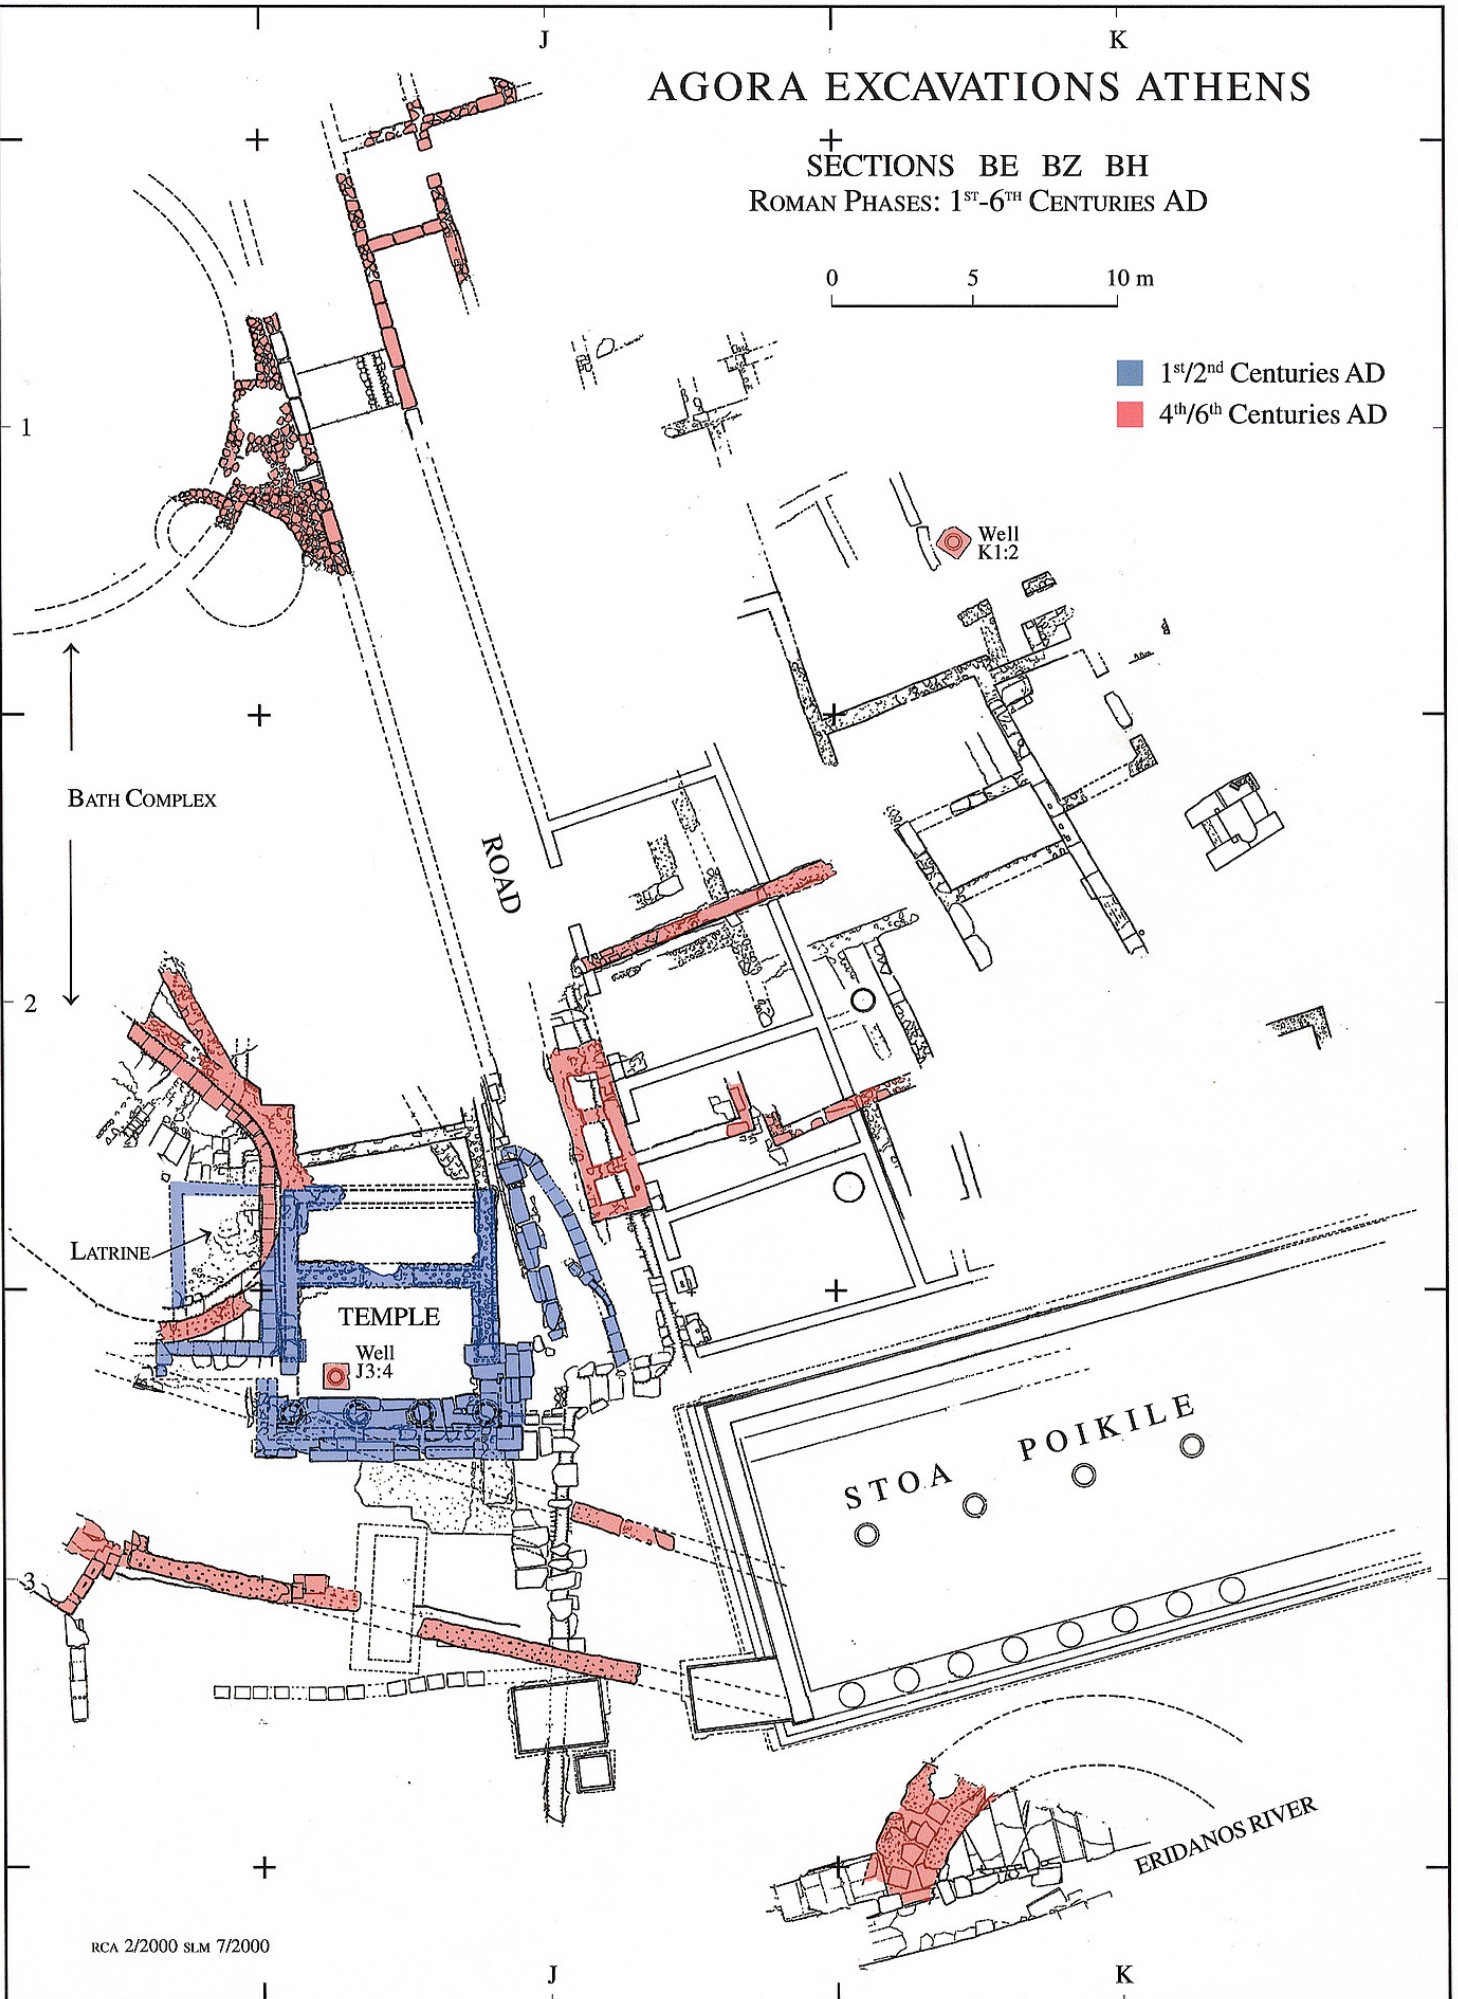 J
K
AGORA EXCAVATIONS ATHENS
SECTIONS BE BZ BH
ROMAN PHASES: 1ST-6TH CENTURIES AD
0 5 10 m
1st/2nd Centuries AD
4th/6th Centuries AD
1
Well
K1:2
BATH COMPLEX
ROAD
2
LATRINE
TEMPLE
Well
J3:4
STOA POIKILE
3
ERIDANOS RIVER
RCA 2/2000 SLM 7/2000
J
K